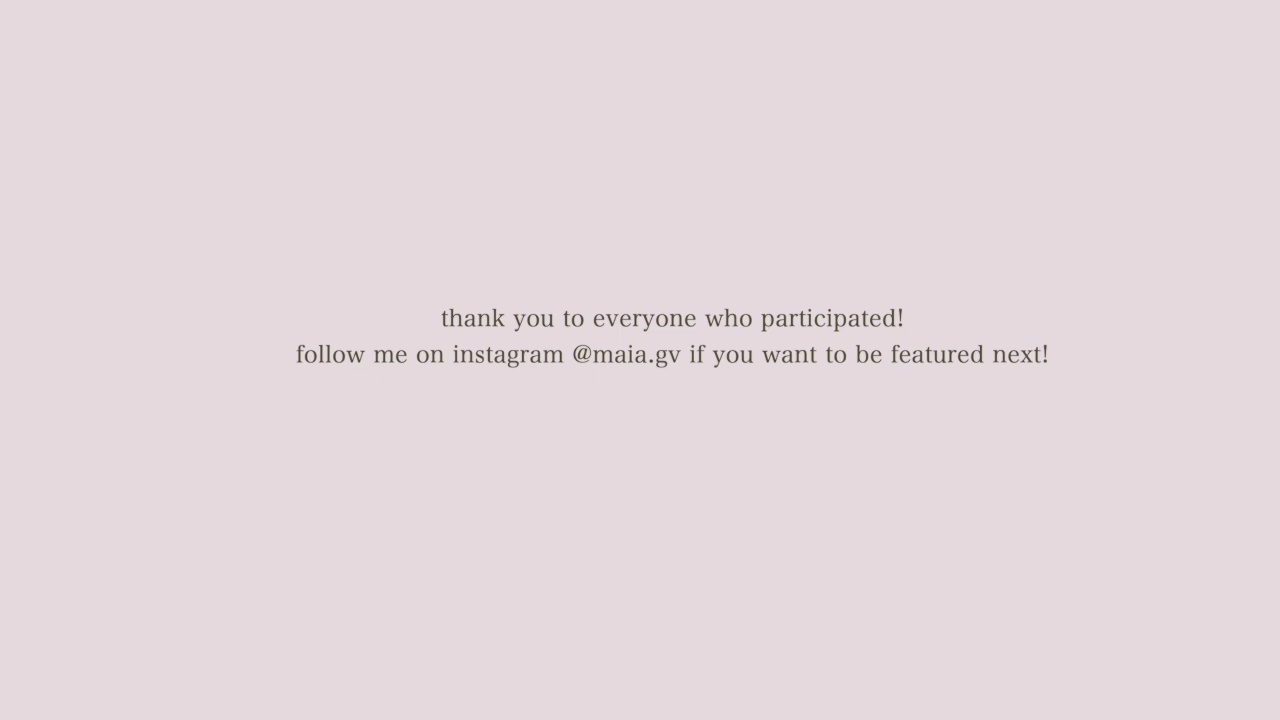 thank you to everyone who participated!
follow me on instagram @maia.gv if you want to be featured next!